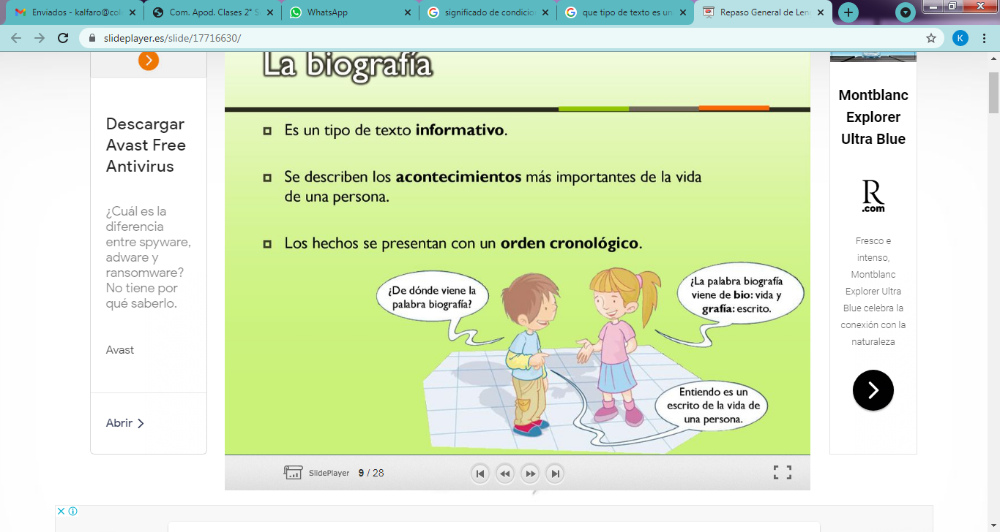 Enviados - kalfaro@col
Com. Apod. Clases 2° S
WhatsApp
significado de condicio
que tipo de texto es un
Repaso General de Leng
slideplayer.es/slide/17716630/
K
La biografía
Es un tipo de texto informativo.
Se describen los acontecimientos más importantes de la vida
de una persona.
Los hechos se presentan con un orden cronológico.
¿De dónde viene la
palabra biografía?
¿La palabra biografía
viene de bio: vida y
grafía: escrito.
Entiendo es un
escrito de la vida de
una persona.
SlidePlayer 9 / 28
Descargar
Avast Free
Antivirus
¿Cuál es la
diferencia
entre spyware,
adware y
ransomware?
No tiene por
qué saberlo.
Avast
Abrir
Montblanc
Explorer
Ultra Blue
R
.com
Fresco e
intenso,
Montblanc
Explorer Ultra
Blue celebra la
conexión con la
naturaleza